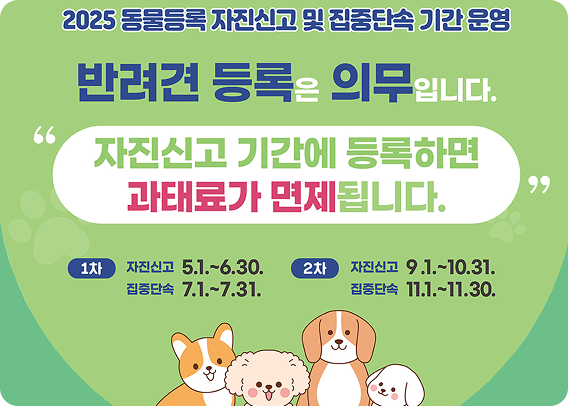 2025 동물등록 자진신고 및 집중단속 기간 운영
반려견 등록은 의무입니다.
“ 자진신고 기간에 등록하면
과태료가 면제됩니다. ”
1차 자진신고 5.1.~6.30. 2차 자진신고 9.1.~10.31.
집중단속 7.1.~7.31. 집중단속 11.1.~11.30.